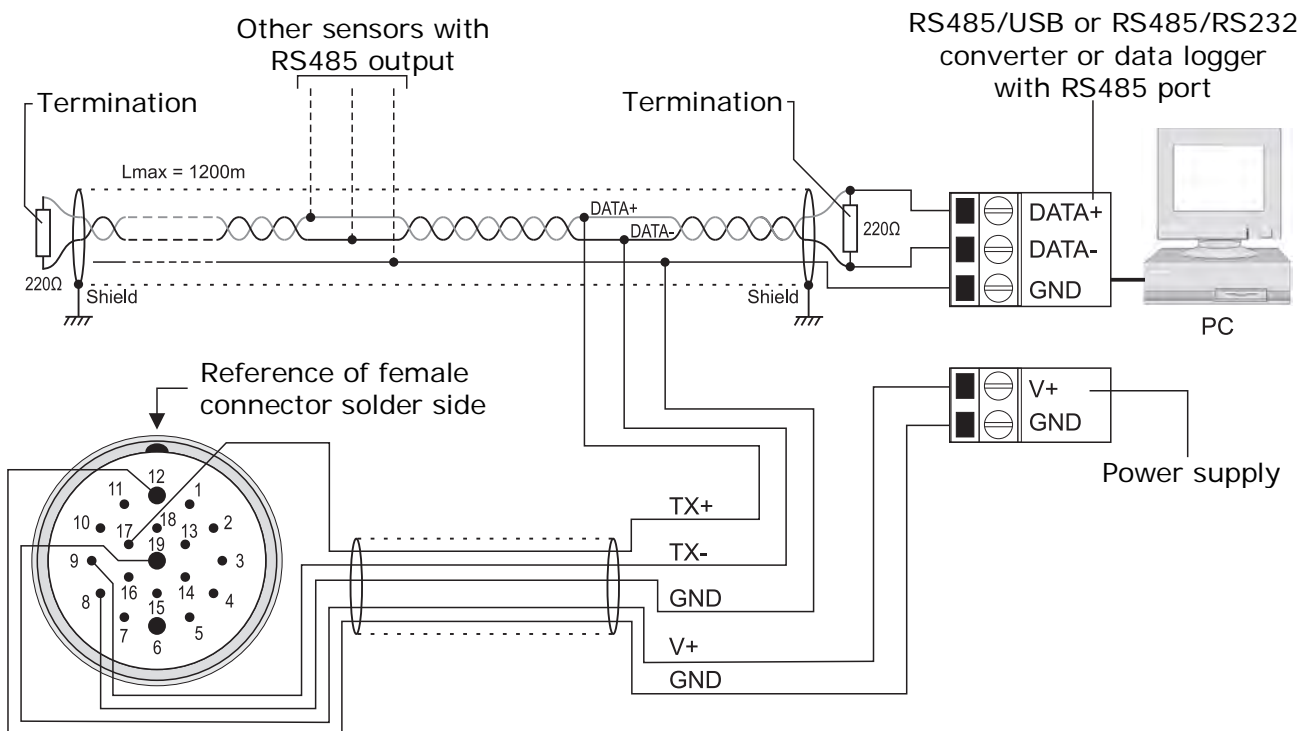 Other sensors with
RS485 output
RS485/USB or RS485/RS232
converter or data logger
with RS485 port
Termination
Termination
Lmax = 1200m
DATA+
DATA-
220Ω
220Ω
Shield
Shield
DATA+
DATA-
GND
PC
Reference of female
connector solder side
V+
GND
Power supply
12
11
1
10
17
18
13
2
9
19
3
8
16
15
14
4
7
6
5
TX+
TX-
GND
V+
GND